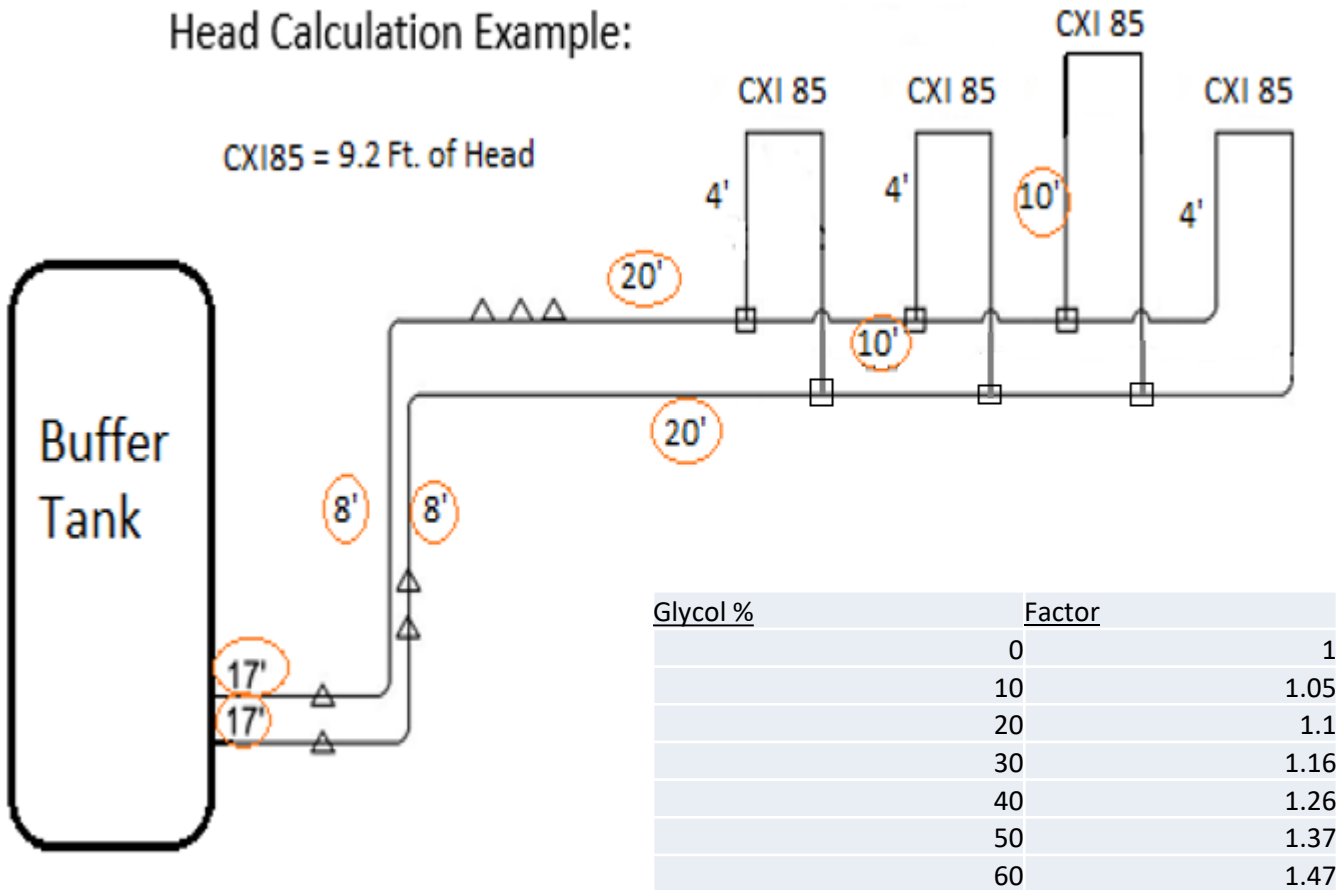 Head Calculation Example:
CXI 85
CXI 85
CXI 85
CXI 85
CXI85 = 9.2 Ft. of Head
4'
4'
10'
4'
20'
10'
20'
Buffer
Tank
8'
8'
17'
17'
Glycol % Factor
0 1
10 1.05
20 1.1
30 1.16
40 1.26
50 1.37
60 1.47